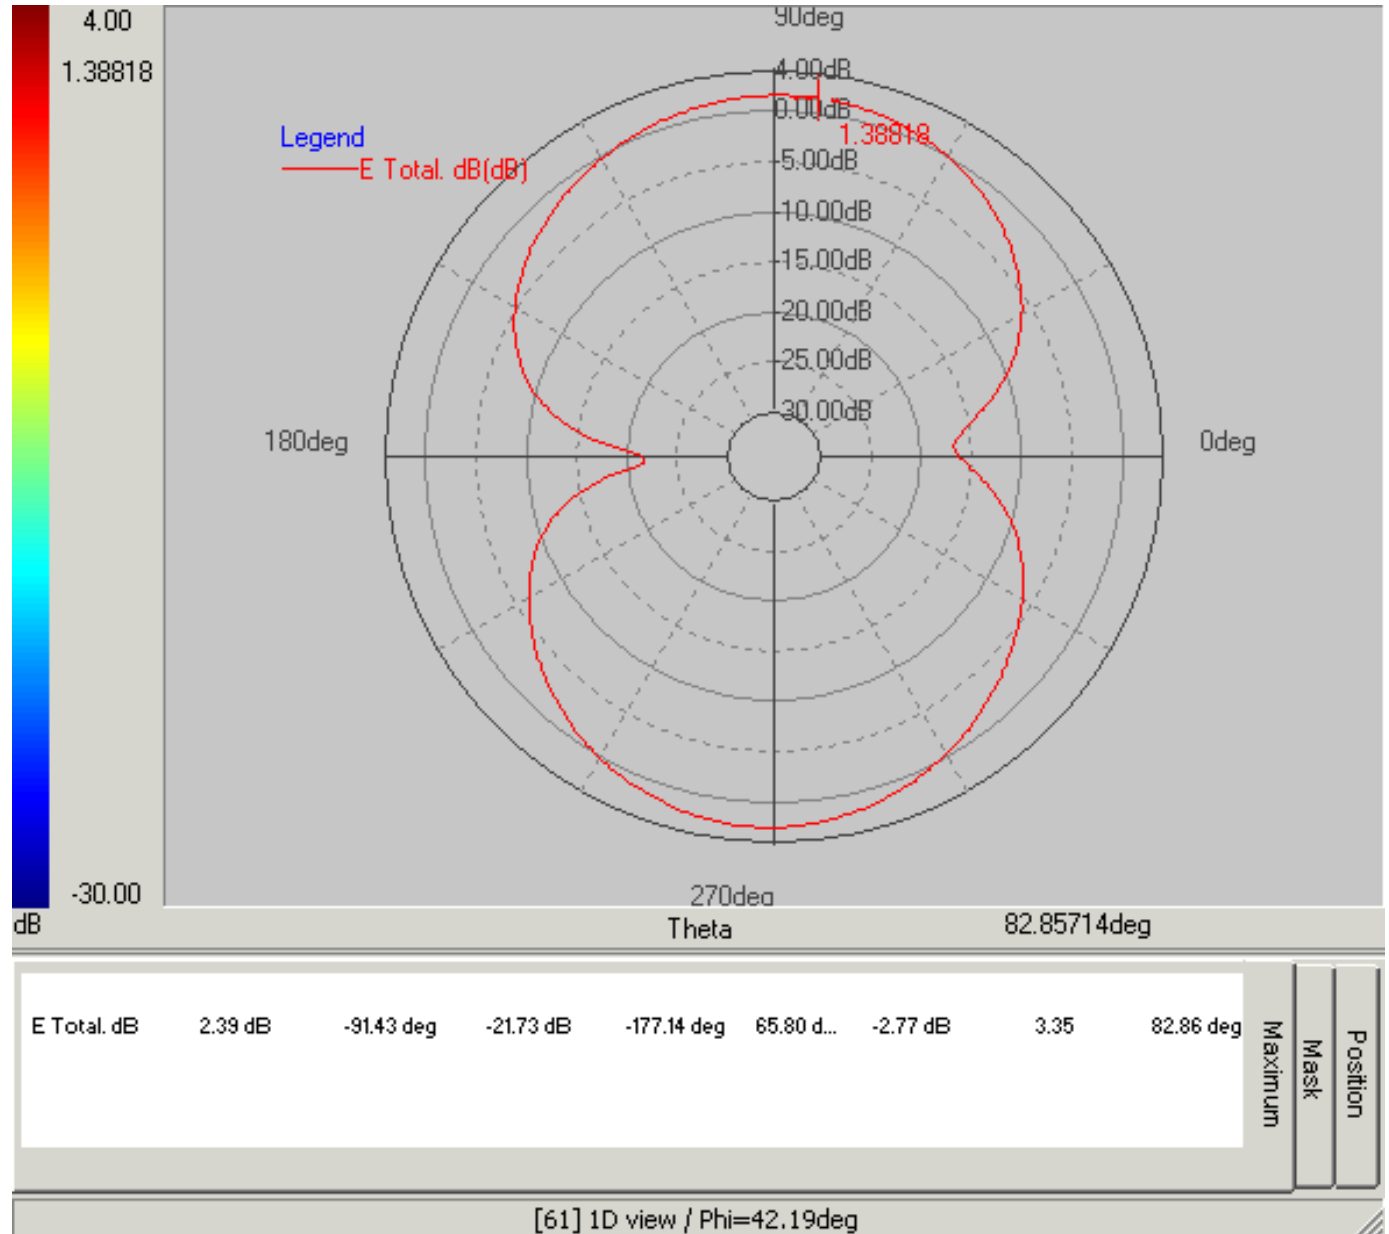 4.00
1.38818
-30.00
dB
90deg
4.00dB
0.00dB
1.38818
Legend
E Total. dB(dB)
-5.00dB
-10.00dB
-15.00dB
-20.00dB
-25.00dB
-30.00dB
180deg
0deg
270deg
Theta 82.85714deg
E Total. dB 2.39 dB -91.43 deg -21.73 dB -177.14 deg 65.80 d... -2.77 dB 3.35 82.86 deg
Maximum
Mask
Position
[61] 1D view / Phi=42.19deg